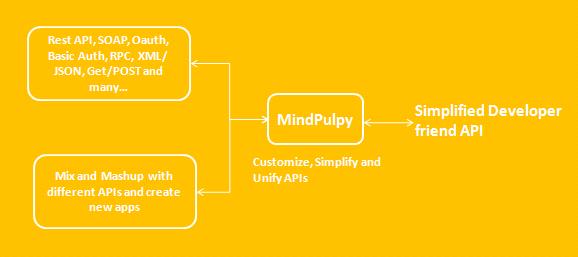 Rest API, SOAP, Oauth,
Basic Auth, RPC, XML/
JSON, Get/POST and
many...
MindPulpy
Simplified Developer
friend API
Customize, Simplify and
Unify APIs
Mix and Mashup with
different APIs and create
new apps